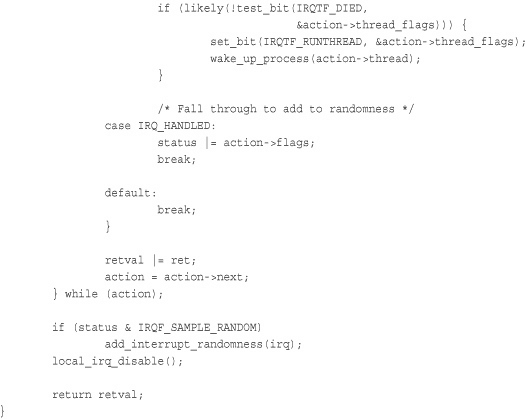 if (likely(!test_bit(IRQTF_DIED,
                                             &action->thread_flags))) {
                                set_bit(IRQTF_RUNTHREAD, &action->thread_flags);
                                wake_up_process(action->thread);
                        }

                        /* Fall through to add to randomness */
                case IRQ_HANDLED:
                        status |= action->flags;
                        break;

                default:
                        break;
                }

                retval |= ret;
                action = action->next;
        } while (action);

        if (status & IRQF_SAMPLE_RANDOM)
                add_interrupt_randomness(irq);
        local_irq_disable();

        return retval;
}